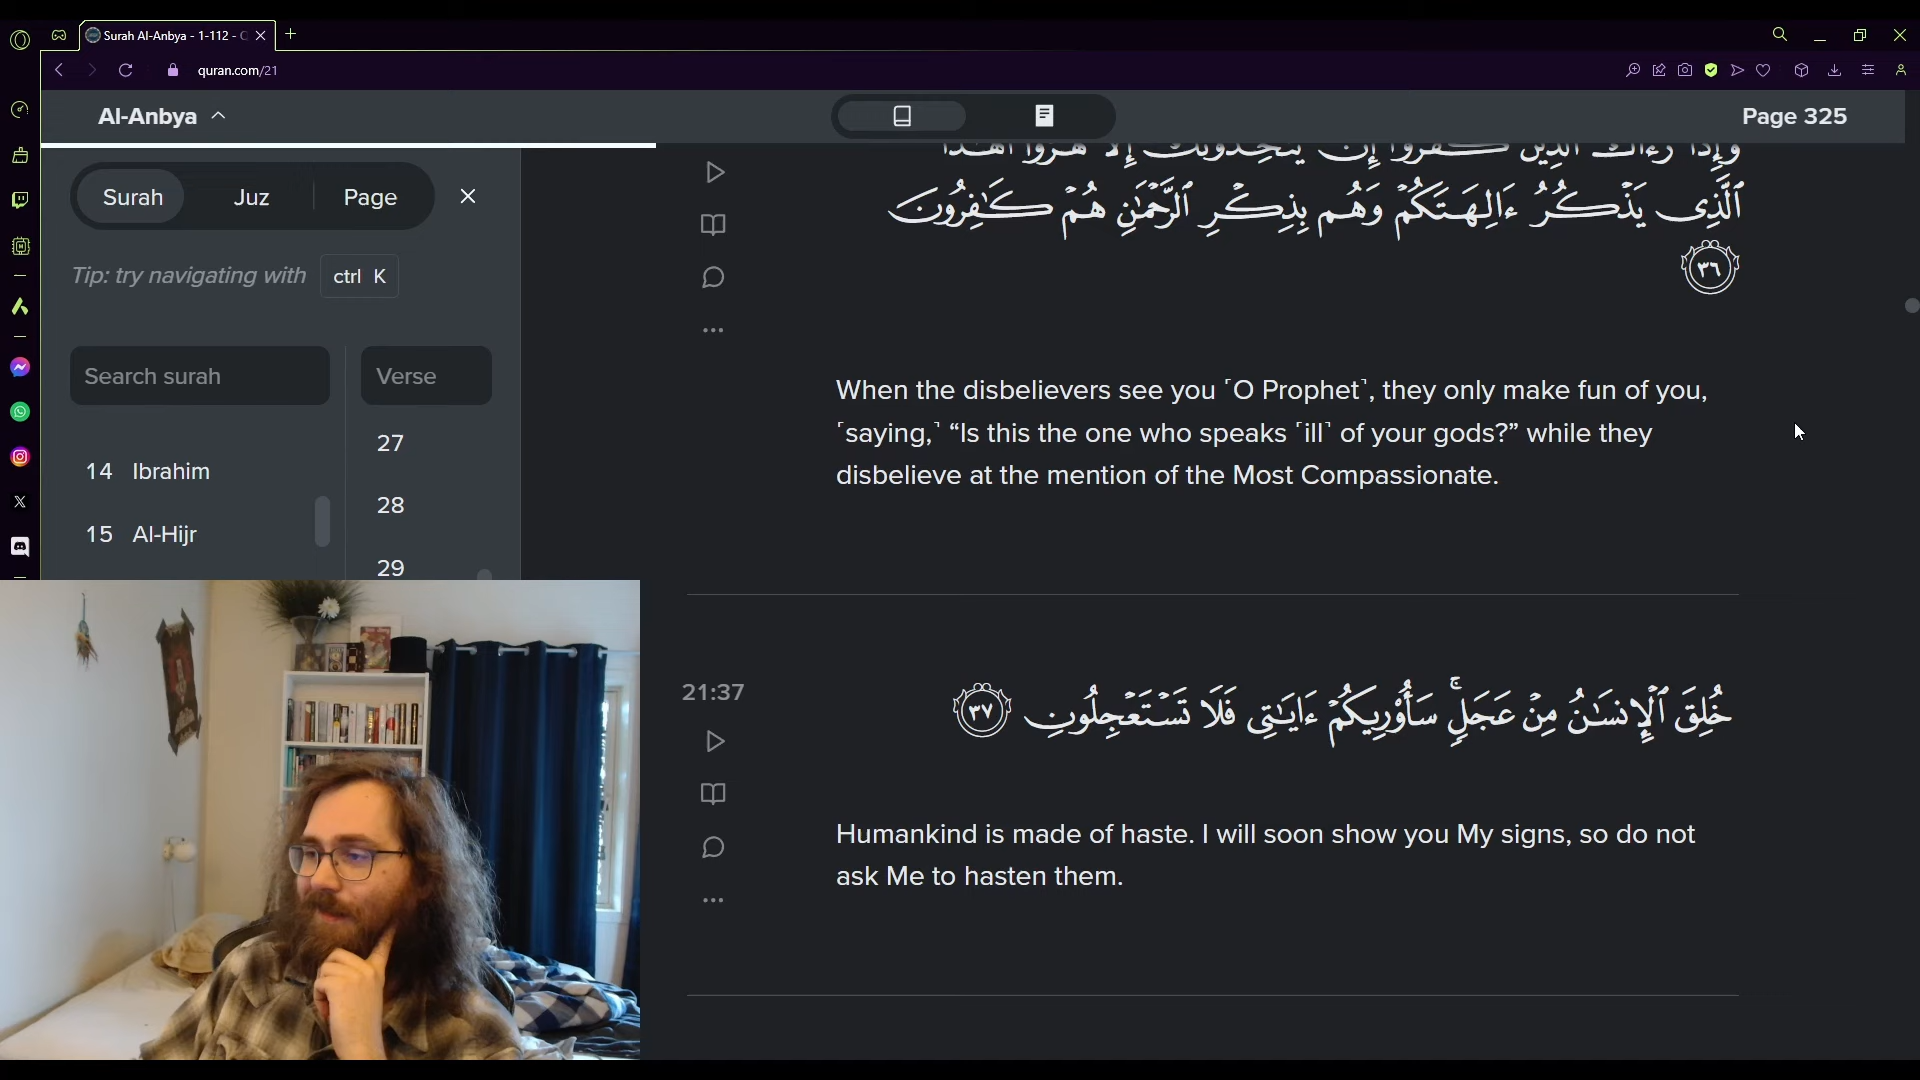 Surah Al-Anbya - 1-112 -
quran.com/21
Al-Anbya
Page 325
Surah
Juz
Page
Tip: try navigating with
ctrl K
Search surah
Verse
14 Ibrahim
15 Al-Hijr
27
28
29
وَإِذَا رَءَاكَ ٱلَّذِينَ كَفَرُوٓا۟ إِن يَتَّخِذُونَكَ إِلَّا هُزُوًا أَهَـٰذَا
ٱلَّذِى يَذْكُرُ ءَالِهَتَكُمْ وَهُم بِذِكْرِ ٱلرَّحْمَـٰنِ هُمْ كَـٰفِرُونَ
٣٦
When the disbelievers see you ˹O Prophet˺, they only make fun of you,
˹saying,˺ “Is this the one who speaks ˹ill˺ of your gods?” while they
disbelieve at the mention of the Most Compassionate.
21:37
خُلِقَ ٱلْإِنسَـٰنُ مِنْ عَجَلٍۢ ۚ سَأُو۟رِيكُمْ ءَايَـٰتِى فَلَا تَسْتَعْجِلُونِ ٣٧
Humankind is made of haste. I will soon show you My signs, so do not
ask Me to hasten them.